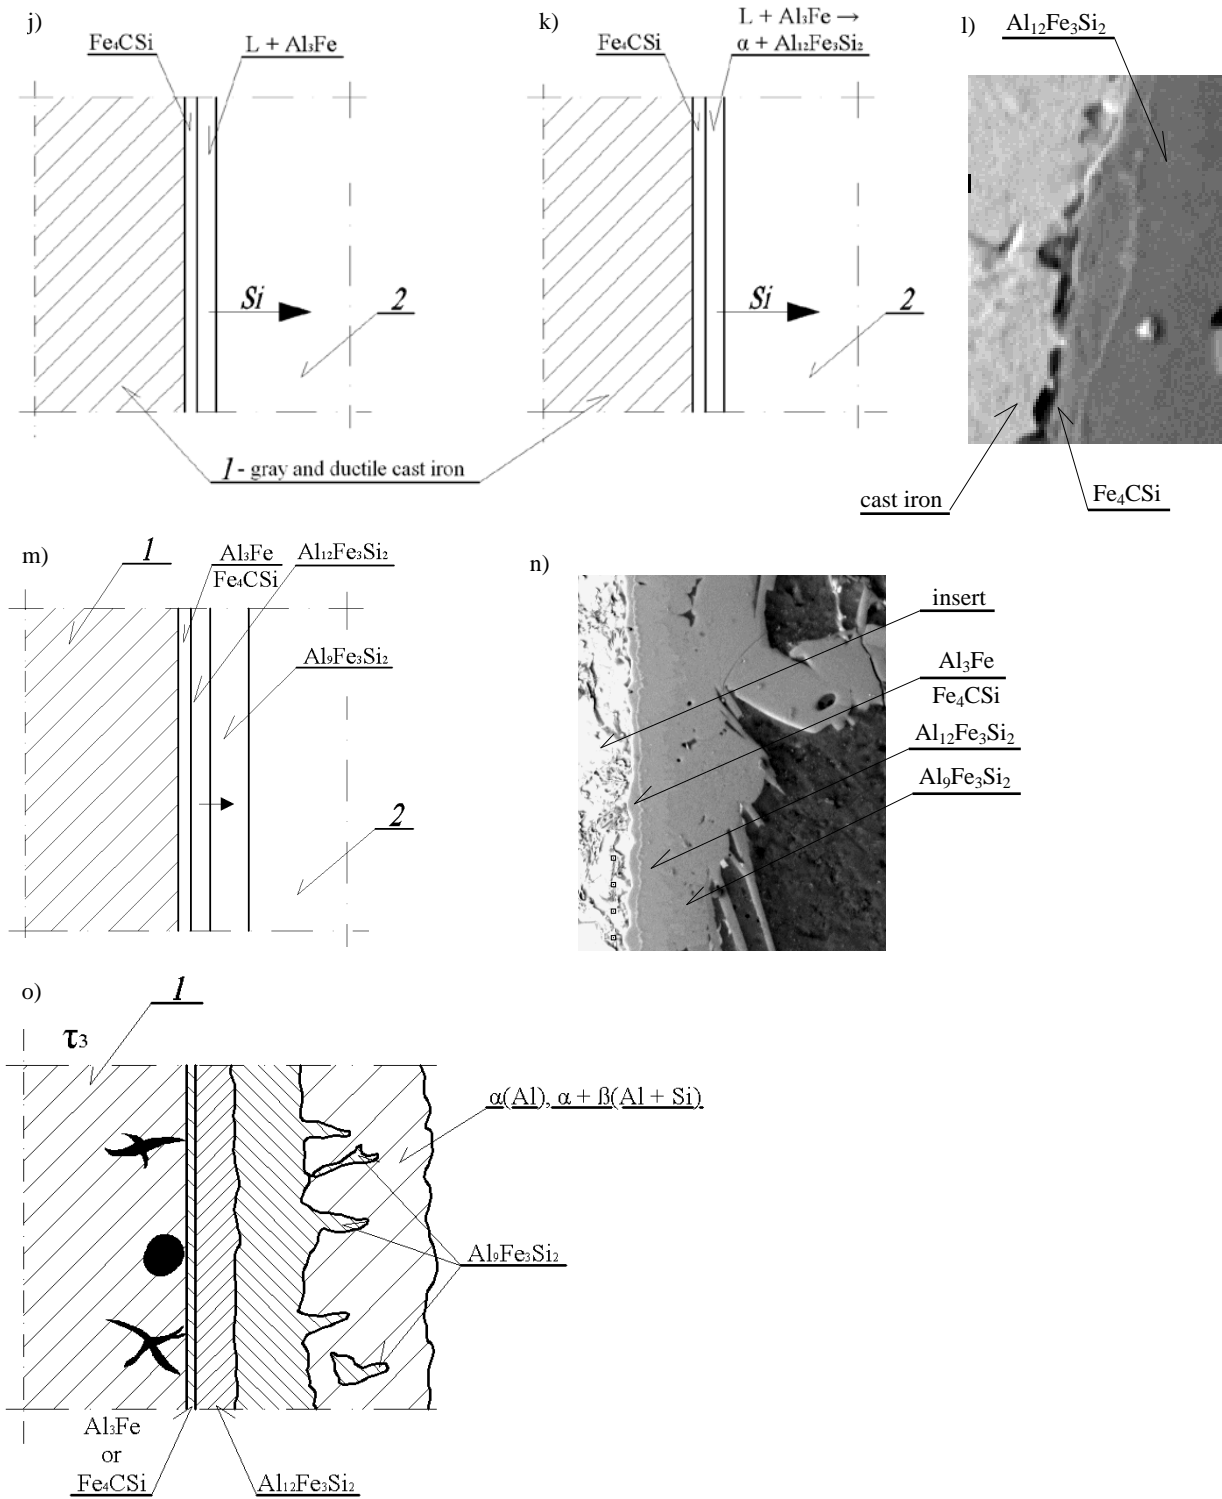 j)
Fe₄CSi
L + Al₃Fe
Si
2
k)
Fe₄CSi
L + Al₃Fe →
α + Al₁₂Fe₃Si₂
Si
2
1 - gray and ductile cast iron
l)
Al₁₂Fe₃Si₂
cast iron
Fe₄CSi
m)
1
Al₃Fe
Fe₄CSi
Al₁₂Fe₃Si₂
Al₉Fe₃Si₂
2
n)
insert
Al₃Fe
Fe₄CSi
Al₁₂Fe₃Si₂
Al₉Fe₃Si₂
o)
1
τ₃
α(Al), α + ß(Al + Si)
Al₉Fe₃Si₂
Al₃Fe
or
Fe₄CSi
Al₁₂Fe₃Si₂